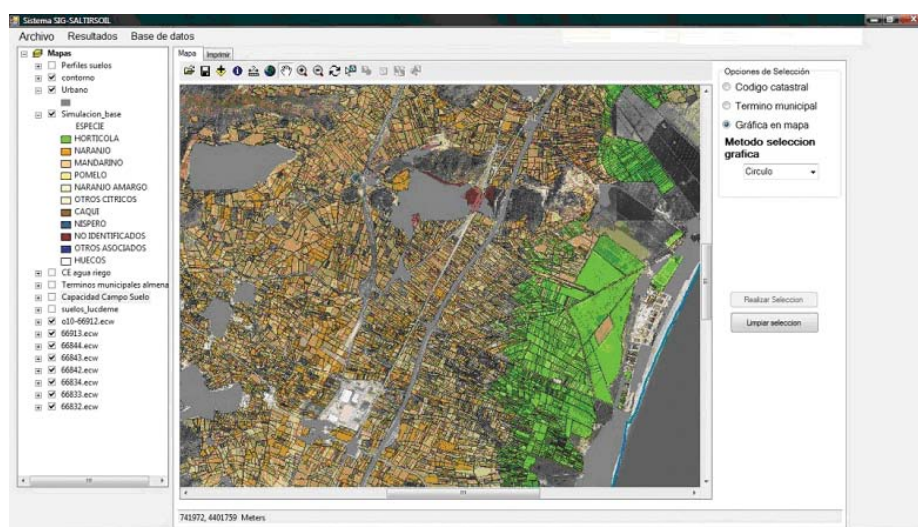 Sistema SIG-SALTIRSOIL
Archivo Resultados Base de datos
Mapas
Perfiles suelos
contorno
Urbano
Simulacion_base
ESPECIE
HORTICOLA
NARANJO
MANDARINO
POMELO
NARANJO AMARGO
OTROS CITRICOS
CAQUI
NISPERO
NO IDENTIFICADOS
OTROS ASOCIADOS
HUECOS
CE agua riego
Terminos municipales almena
Capacidad Campo Suelo
suelos_lucdeme
o10-66912.ecw
66913.ecw
66844.ecw
66843.ecw
66842.ecw
66834.ecw
66833.ecw
66832.ecw
Mapa Imprimir
Opciones de Selección
Codigo catastral
Termino municipal
Gráfica en mapa
Metodo seleccion
grafica
Circulo
Realizar Seleccion
Limpiar seleccion
741972, 4401759 Meters